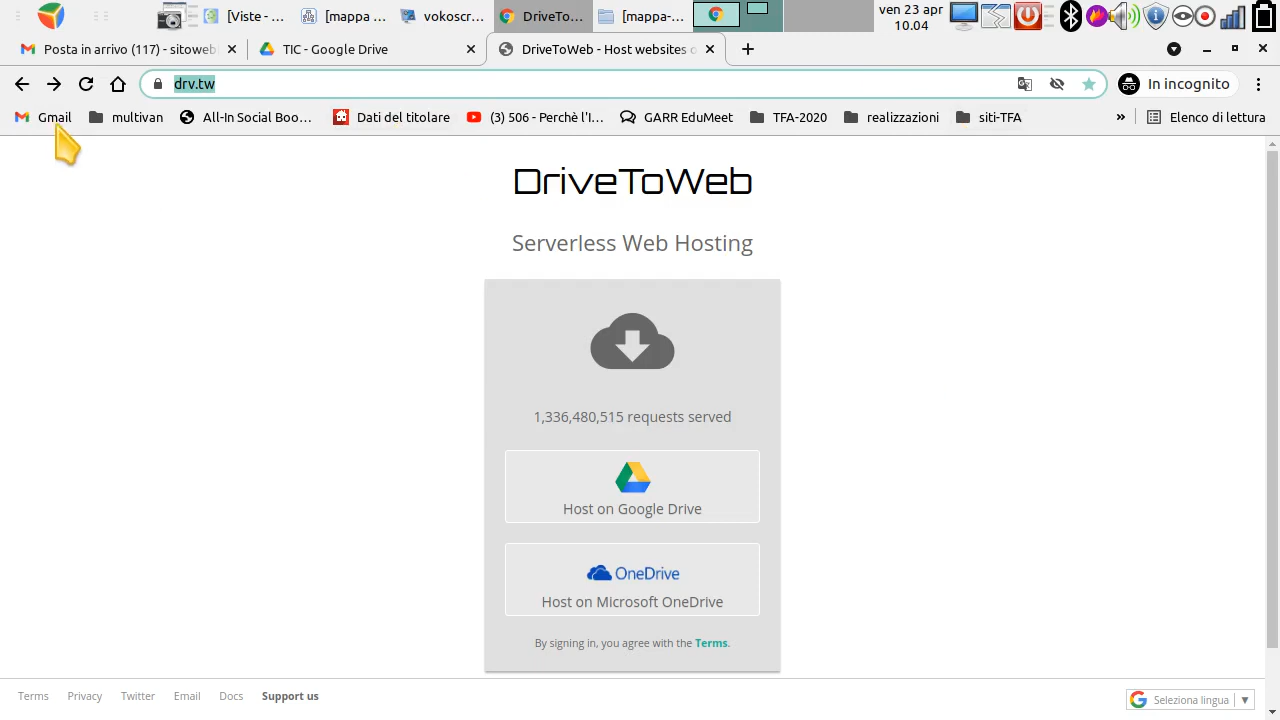 [Viste - ...
[mappa ...
vokoscr...
DriveTo...
[mappa-...
ven 23 apr
10.04
Posta in arrivo (117) - sitoweb
TIC - Google Drive
DriveToWeb - Host websites o
drv.tw
In incognito
Gmail
multivan
All-In Social Boo...
Dati del titolare
(3) 506 - Perchè l'I...
GARR EduMeet
TFA-2020
realizzazioni
siti-TFA
»
Elenco di lettura
DriveToWeb
Serverless Web Hosting
1,336,480,515 requests served
Host on Google Drive
OneDrive
Host on Microsoft OneDrive
By signing in, you agree with the Terms.
Terms Privacy Twitter Email Docs Support us
Seleziona lingua ▼